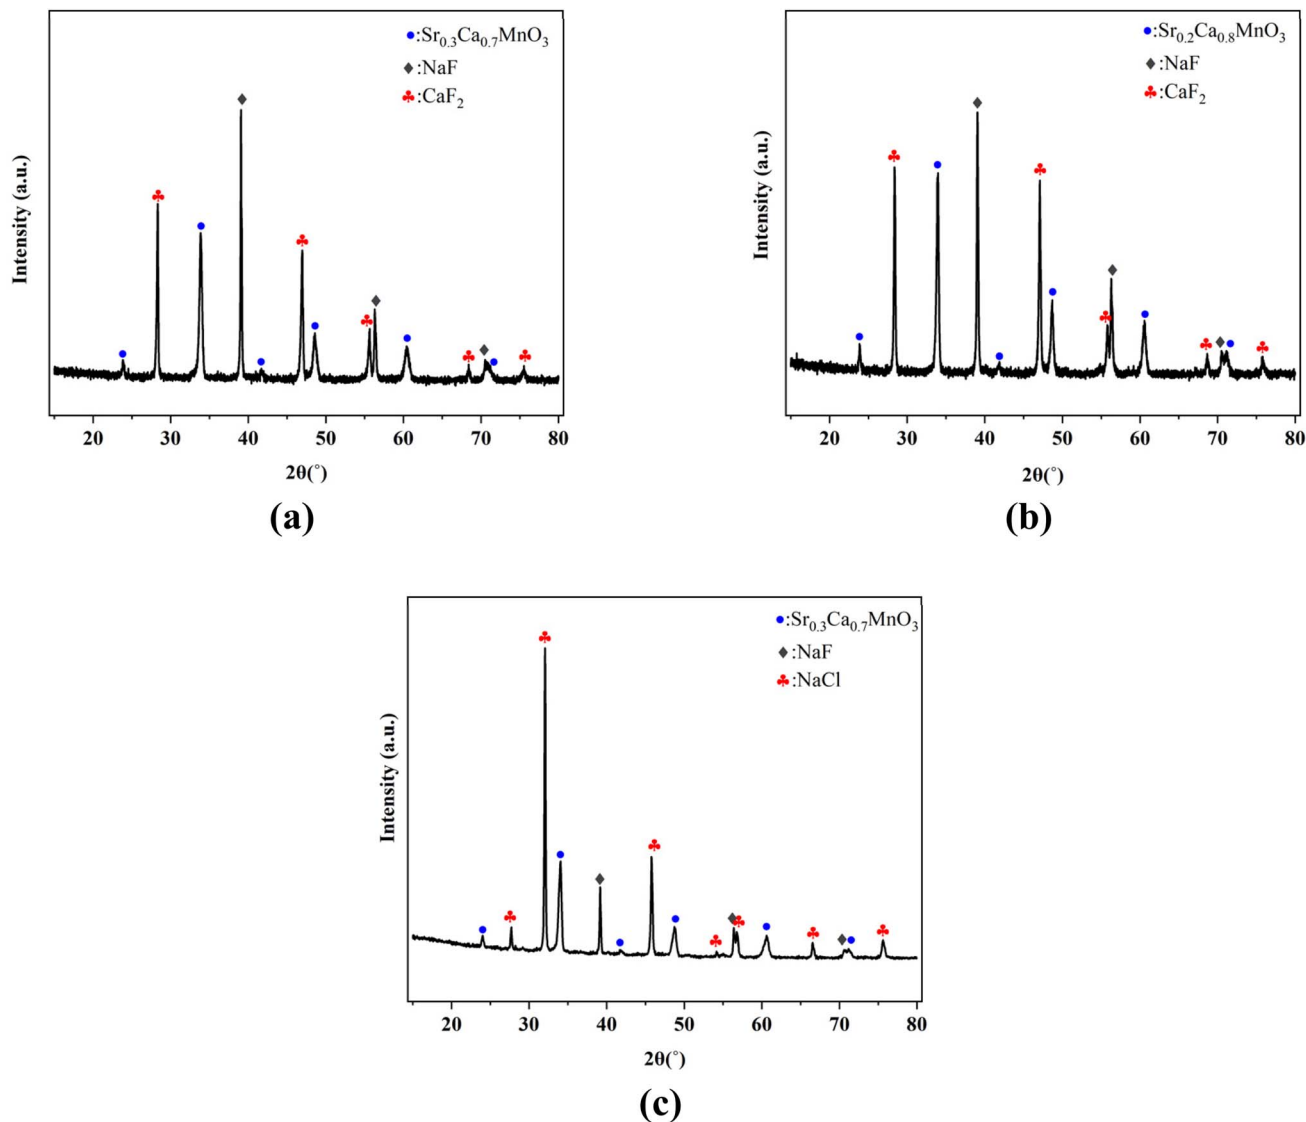 ●:Sr0.3Ca0.7MnO3
◆:NaF
♣:CaF2
Intensity (a.u.)
20 30 40 50 60 70 80
2θ(°)
(a)
●:Sr0.2Ca0.8MnO3
◆:NaF
♣:CaF2
Intensity (a.u.)
20 30 40 50 60 70 80
2θ(°)
(b)
●:Sr0.3Ca0.7MnO3
◆:NaF
♣:NaCl
Intensity (a.u.)
20 30 40 50 60 70 80
2θ(°)
(c)